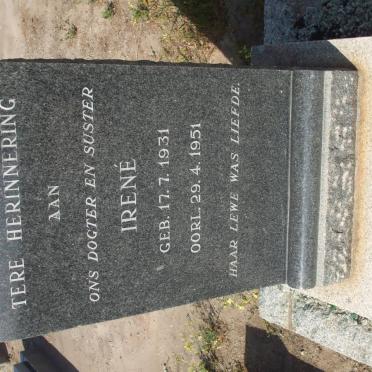 TERE HERINNERING
AAN
ONS DOGTER EN SUSTER
IRENÉ
GEB. 17.7.1931
OORL. 29.4.1951
HAAR LEWE WAS LIEFDE.